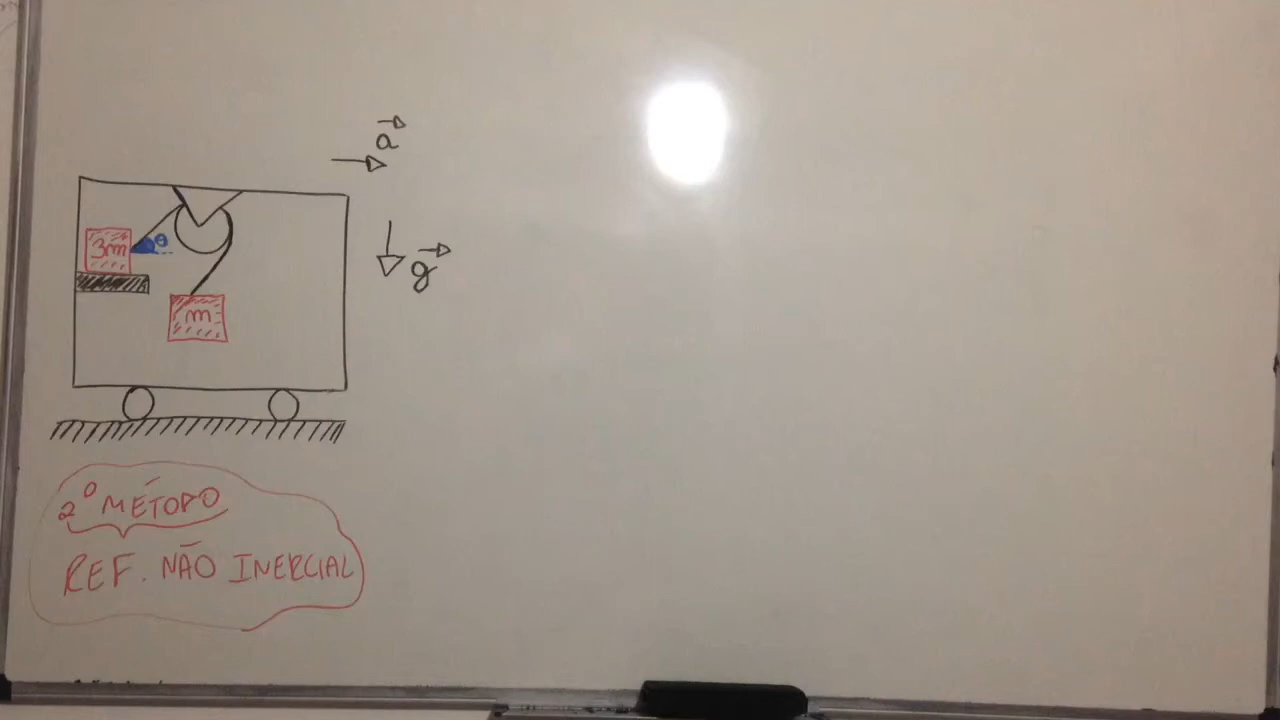 a
g
3m
θ
m
2º MÉTODO
REF. NÃO INERCIAL